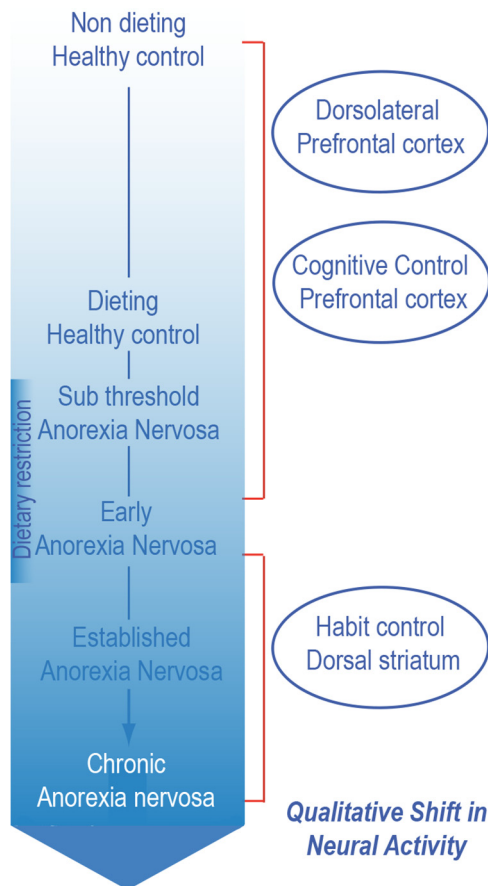 Non dieting
Healthy control
Dorsolateral
Prefrontal cortex
Cognitive Control
Prefrontal cortex
Dieting
Healthy control
Sub threshold
Anorexia Nervosa
Dietary restriction
Early
Anorexia Nervosa
Habit control
Dorsal striatum
Established
Anorexia Nervosa
Chronic
Anorexia nervosa
Qualitative Shift in
Neural Activity